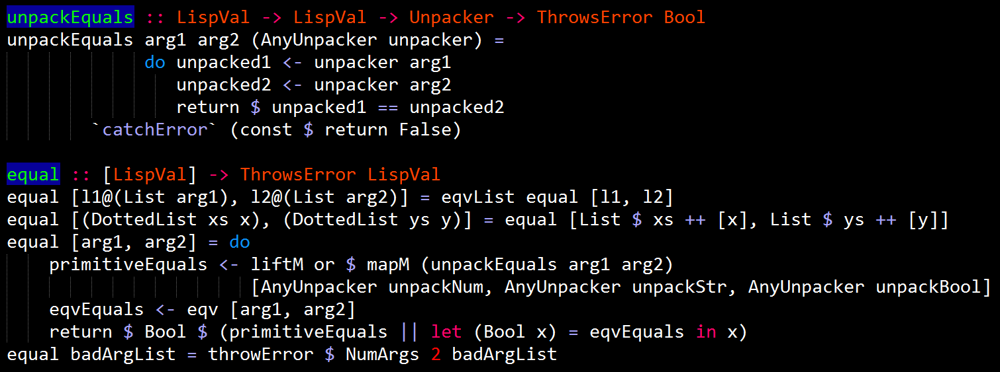 unpackEquals :: LispVal -> LispVal -> Unpacker -> ThrowsError Bool
unpackEquals arg1 arg2 (AnyUnpacker unpacker) =
             do unpacked1 <- unpacker arg1
                unpacked2 <- unpacker arg2
                return $ unpacked1 == unpacked2
        `catchError` (const $ return False)

equal :: [LispVal] -> ThrowsError LispVal
equal [l1@(List arg1), l2@(List arg2)] = eqvList equal [l1, l2]
equal [(DottedList xs x), (DottedList ys y)] = equal [List $ xs ++ [x], List $ ys ++ [y]]
equal [arg1, arg2] = do
    primitiveEquals <- liftM or $ mapM (unpackEquals arg1 arg2)
                       [AnyUnpacker unpackNum, AnyUnpacker unpackStr, AnyUnpacker unpackBool]
    eqvEquals <- eqv [arg1, arg2]
    return $ Bool $ (primitiveEquals || let (Bool x) = eqvEquals in x)
equal badArgList = throwError $ NumArgs 2 badArgList